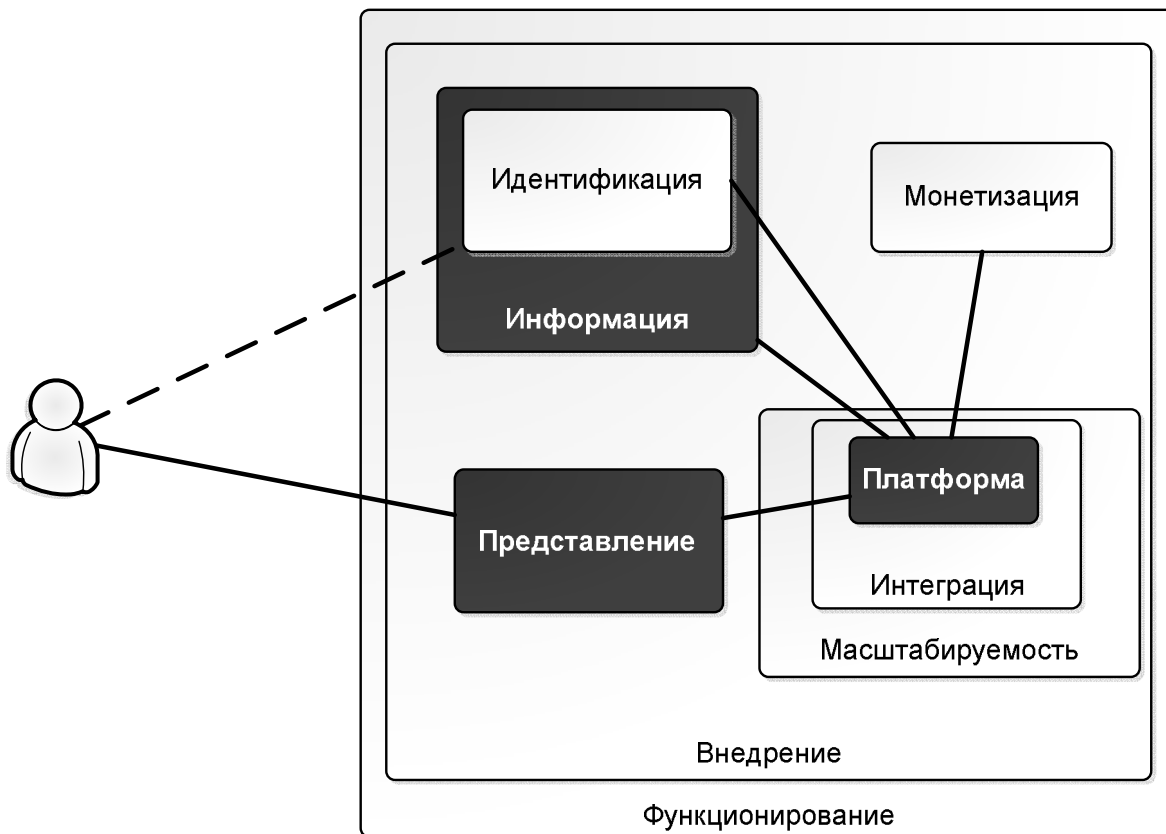 Идентификация
Монетизация
Информация
Платформа
Представление
Интеграция
Масштабируемость
Внедрение
Функционирование